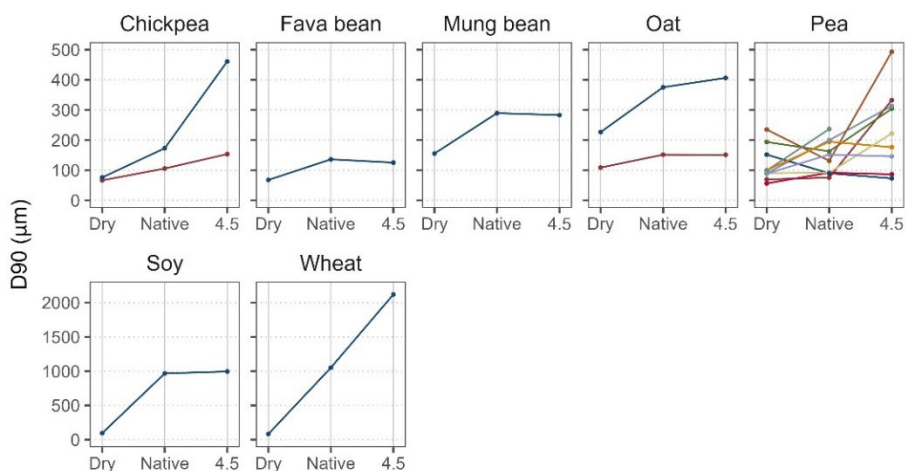 Chickpea Fava bean Mung bean Oat Pea
500
400
300
200
100
0
Dry Native 4.5 Dry Native 4.5 Dry Native 4.5 Dry Native 4.5 Dry Native 4.5
D90 (μm)
Soy Wheat
2000
1500
1000
500
0
Dry Native 4.5 Dry Native 4.5